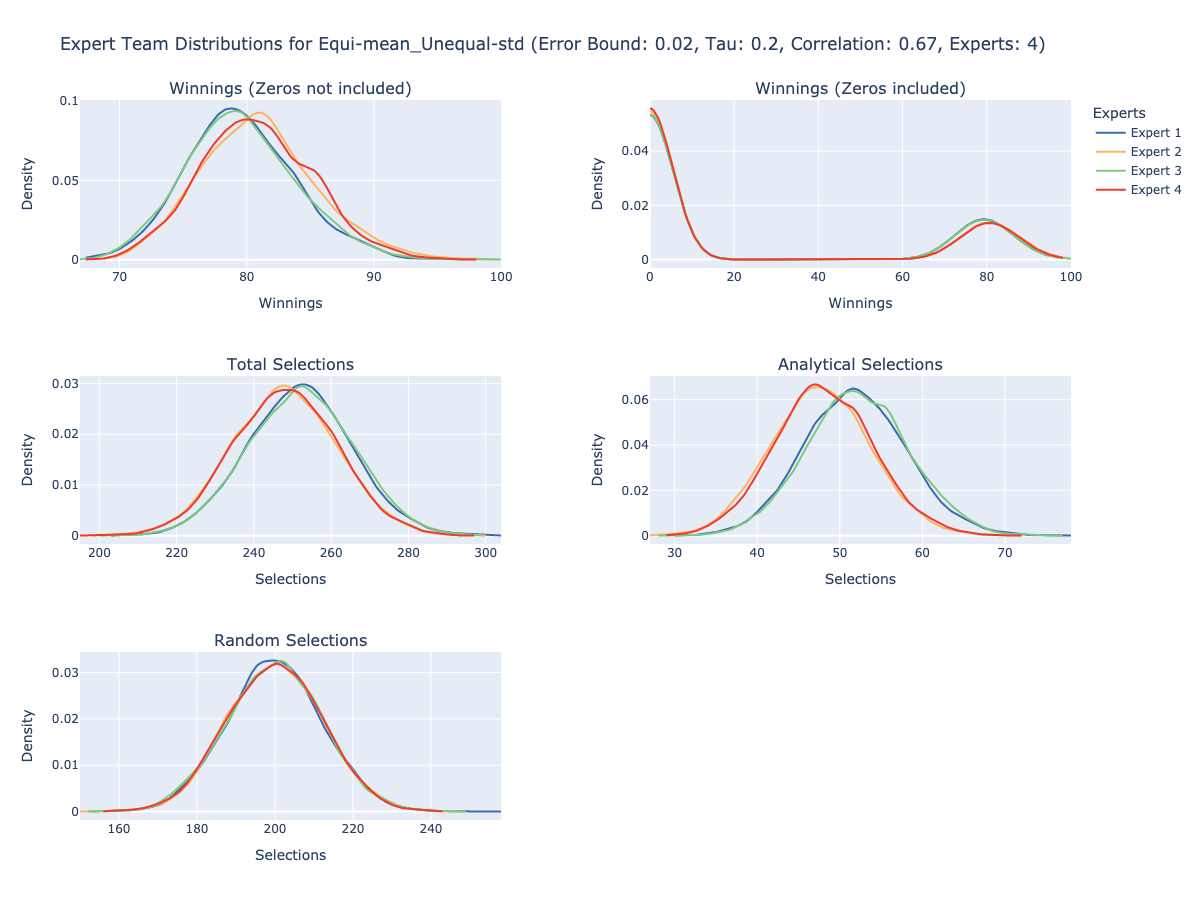 Expert Team Distributions for Equi-mean_Unequal-std (Error Bound: 0.02, Tau: 0.2, Correlation: 0.67, Experts: 4)
Winnings (Zeros not included)
0.1
0.05
0
Density
70 80 90 100
Winnings
Winnings (Zeros included)
0.04
0.02
0
Density
0 20 40 60 80 100
Winnings
Experts
Expert 1
Expert 2
Expert 3
Expert 4
Total Selections
0.03
0.02
0.01
0
Density
200 220 240 260 280 300
Selections
Analytical Selections
0.06
0.04
0.02
0
Density
30 40 50 60 70
Selections
Random Selections
0.03
0.02
0.01
0
Density
160 180 200 220 240
Selections